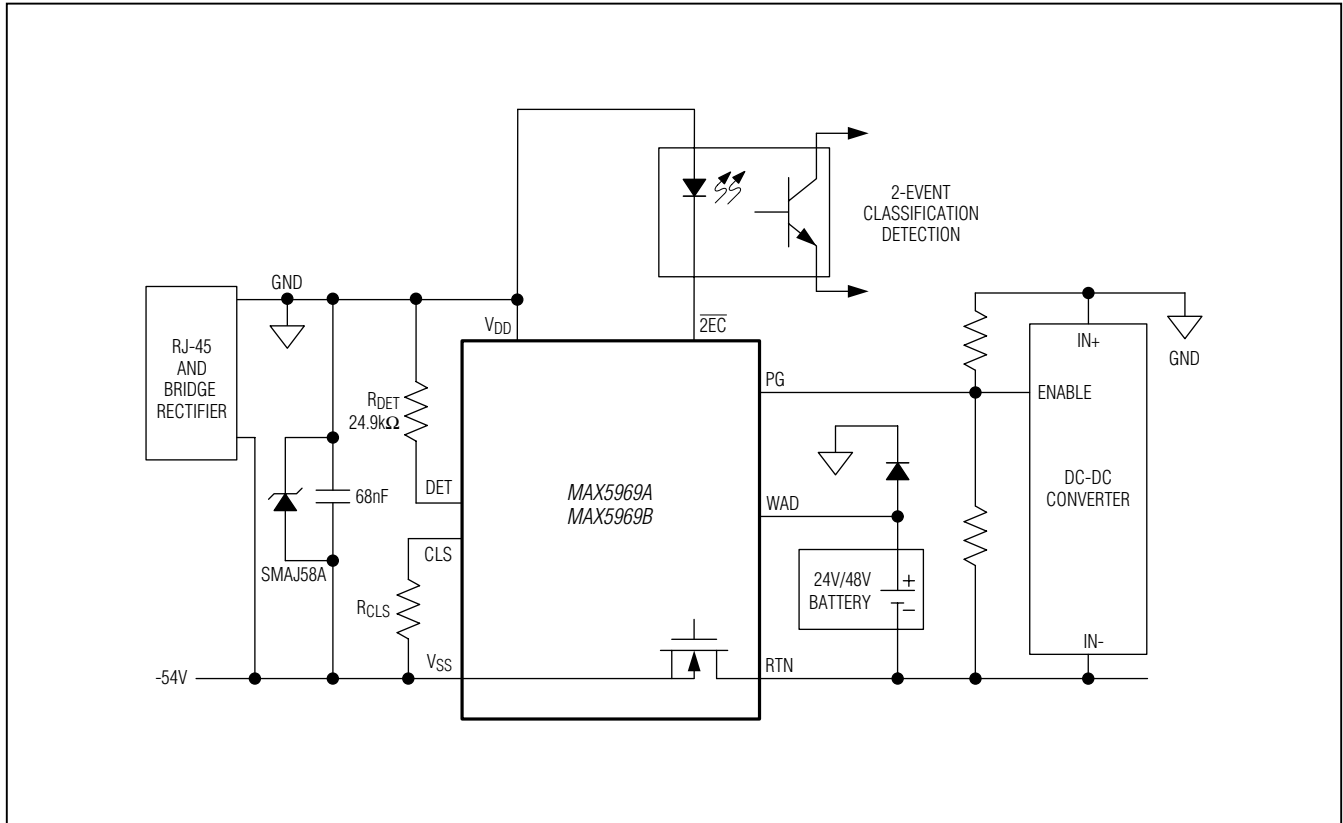 2-EVENT
CLASSIFICATION
DETECTION
GND
VDD
2EC
RJ-45
AND
BRIDGE
RECTIFIER
RDET
24.9kΩ
PG
IN+
GND
ENABLE
DC-DC
CONVERTER
68nF
DET
MAX5969A
MAX5969B
WAD
SMAJ58A
CLS
24V/48V
BATTERY
+
-
RCLS
IN-
-54V
VSS
RTN